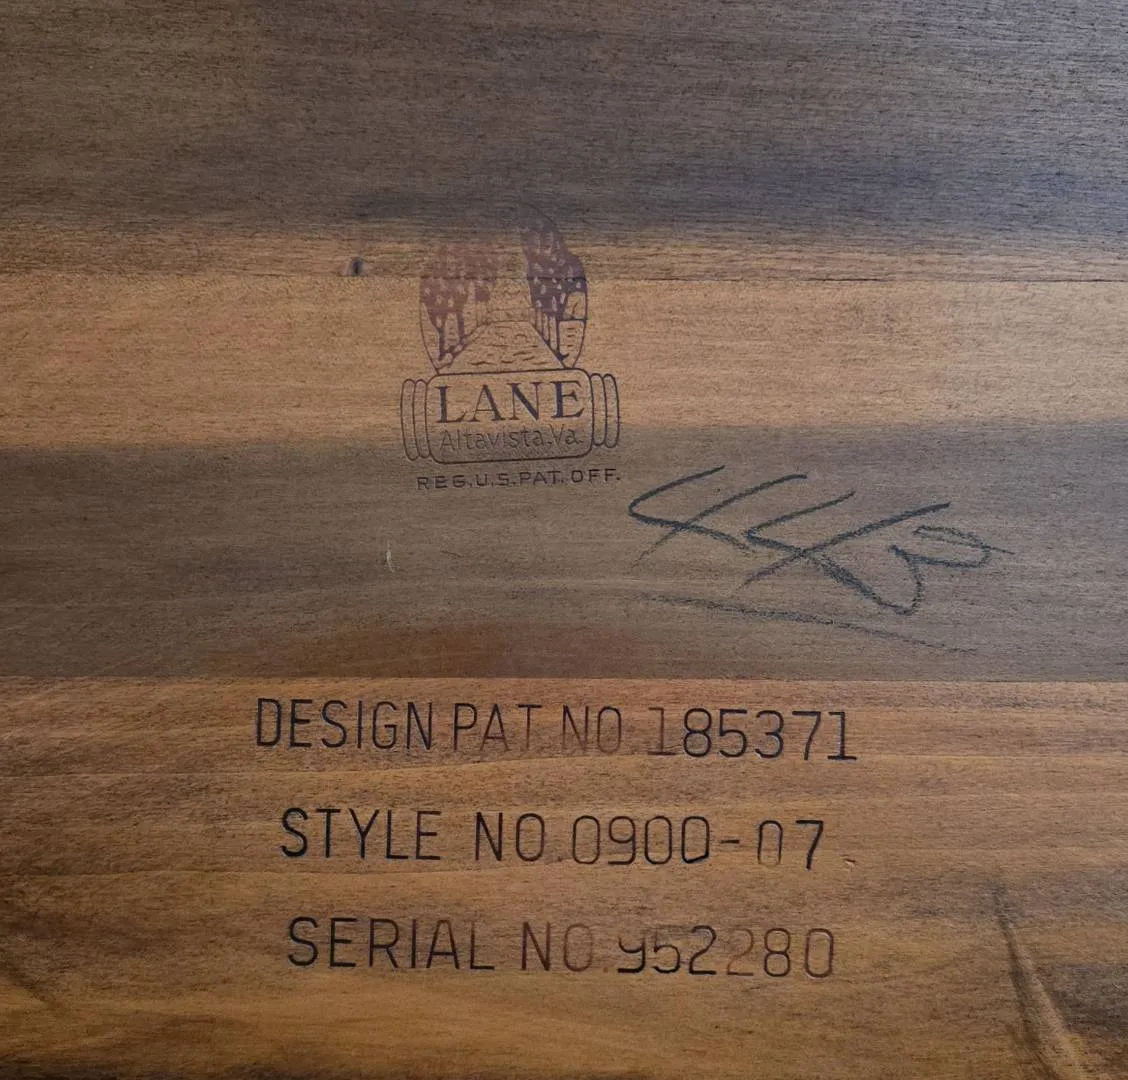 LANE
Altavista.Va.
REG.U.S.PAT.OFF.
DESIGN PAT. NO. 185371
STYLE NO. 0900-07
SERIAL NO. 952280